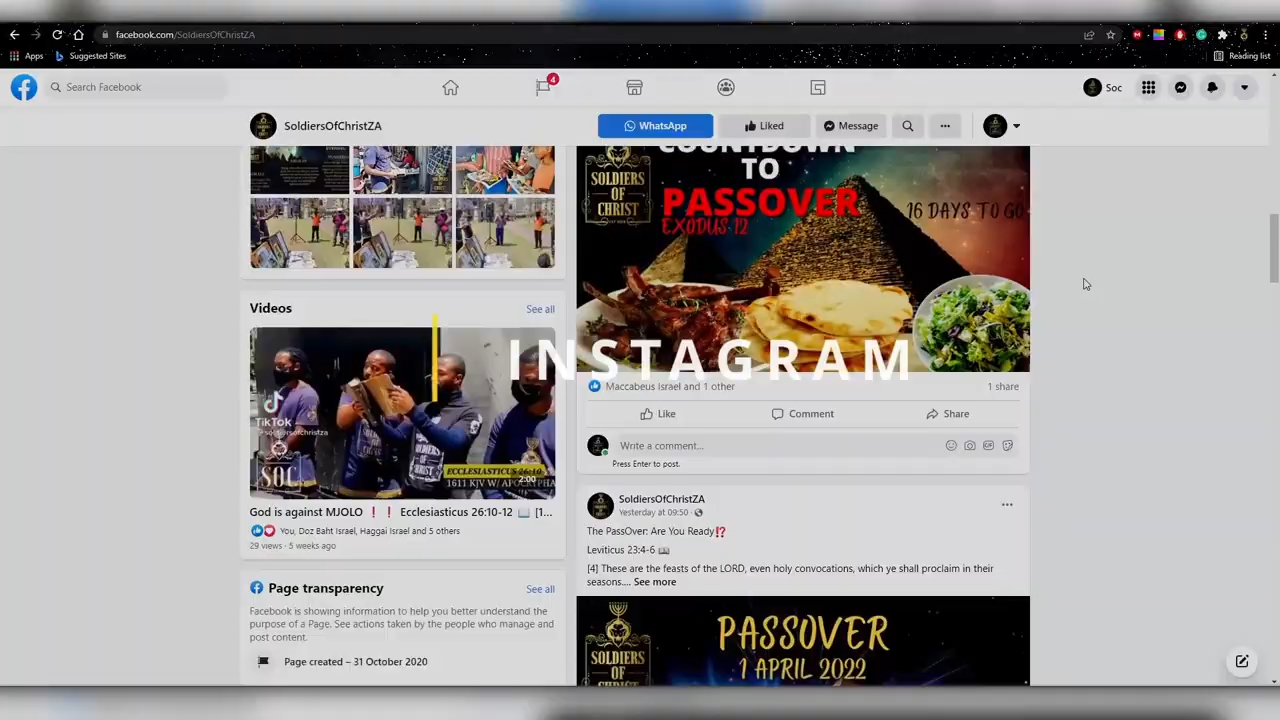 facebook.com/SoldiersOfChristZA
Apps
Suggested Sites
Reading list
Search Facebook
4
Soc
SoldiersOfChristZA
WhatsApp
Liked
Message
COUNTDOWN
TO
PASSOVER
EXODUS 12
16 DAYS TO GO
SOLDIERS
OF
CHRIST
Videos
See all
TikTok
@soldiersofchristza
SOC
SOLDIERS
OF
CHRIST
ECCLESIASTICUS 26:10
1611 KJV W/ APOCRYPHA
2:00
God is against MJOLO ❗❗ Ecclesiasticus 26:10-12 📖 [1...
You, Doz Baht Israel, Haggai Israel and 5 others
29 views · 5 weeks ago
INSTAGRAM
Maccabeus Israel and 1 other
1 share
Like
Comment
Share
Write a comment...
Press Enter to post.
SoldiersOfChristZA
Yesterday at 09:50 ·
The PassOver: Are You Ready⁉
Leviticus 23:4-6 📖
[4] These are the feasts of the LORD, even holy convocations, which ye shall proclaim in their
seasons.... See more
PASSOVER
1 APRIL 2022
SOLDIERS
OF
CHRIST
Page transparency
See all
Facebook is showing information to help you better understand the
purpose of a Page. See actions taken by the people who manage and
post content.
Page created – 31 October 2020